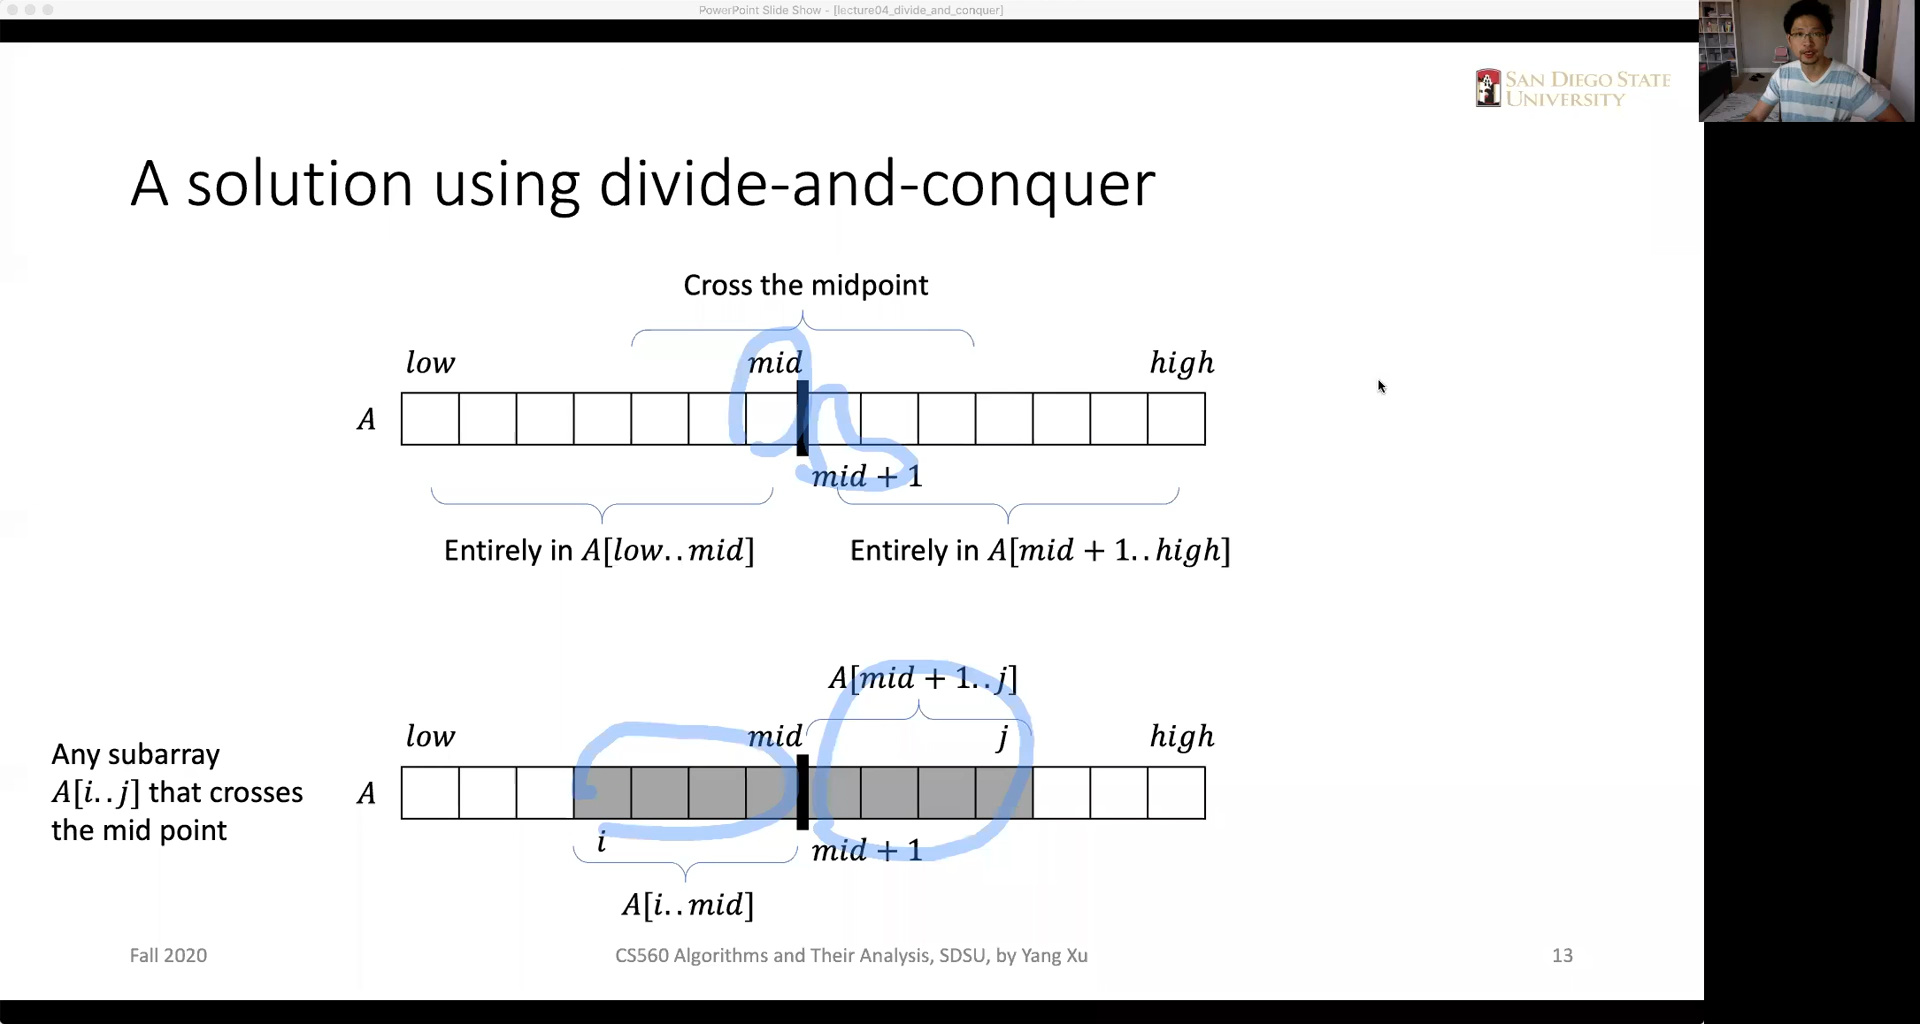 PowerPoint Slide Show - [lecture04_divide_and_conquer]
SAN DIEGO STATE
UNIVERSITY
A solution using divide-and-conquer
Cross the midpoint
low mid high
A
mid + 1
Entirely in A[low..mid] Entirely in A[mid + 1..high]
A[mid + 1..j]
low mid j high
Any subarray
A[i..j] that crosses
the mid point
A
i mid + 1
A[i..mid]
Fall 2020 CS560 Algorithms and Their Analysis, SDSU, by Yang Xu 13